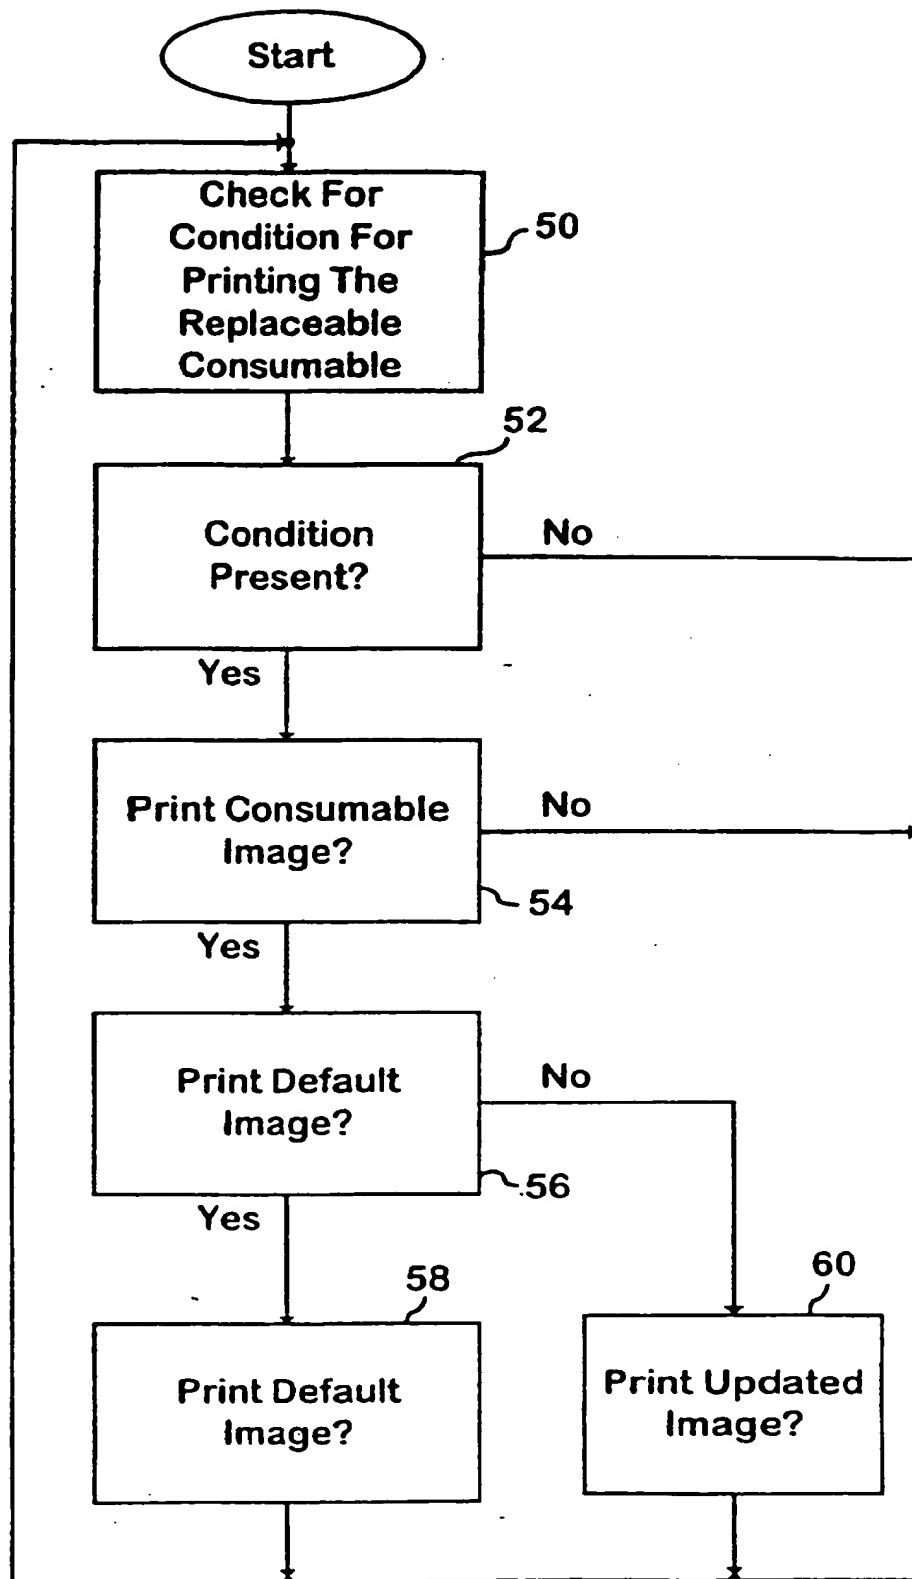 Start
Check For
Condition For
Printing The
Replaceable
Consumable
50
52
Condition
Present?
No
Yes
Print Consumable
Image?
No
54
Yes
Print Default
Image?
No
56
Yes
58
60
Print Default
Image?
Print Updated
Image?